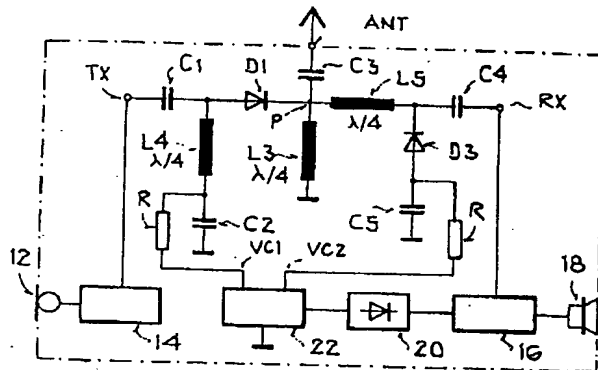 ANT
TX
C1
D1
C3
L5
C4
RX
P
λ/4
L4
λ/4
L3
λ/4
D3
R
C2
C5
R
VC1
VC2
12
18
14
22
20
16